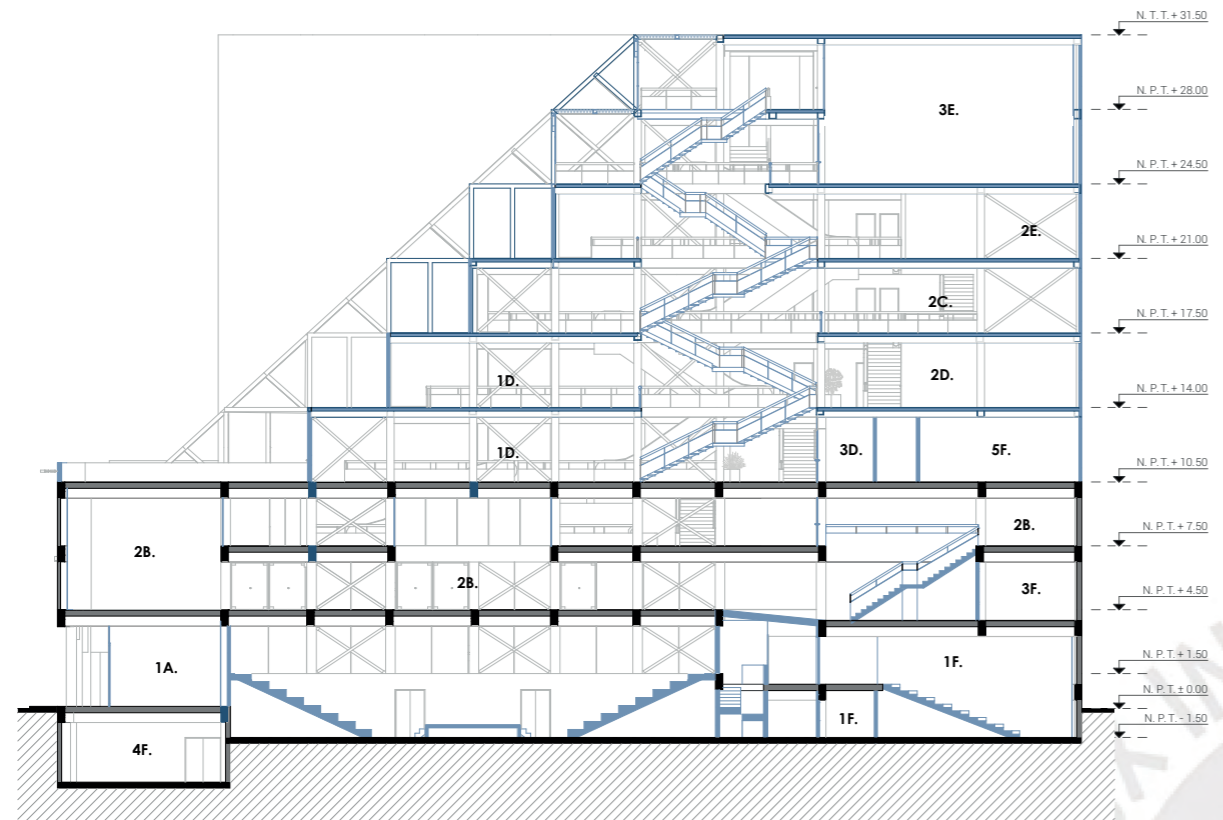 N. T. T. + 31.50
3E.
N. P. T. + 28.00
N. P. T. + 24.50
2E.
N. P. T. + 21.00
2C.
N. P. T. + 17.50
1D.
2D.
N. P. T. + 14.00
1D.
3D.
5F.
N. P. T. + 10.50
2B.
2B.
N. P. T. + 7.50
2B.
3F.
N. P. T. + 4.50
1A.
1F.
N. P. T. + 1.50
N. P. T. ± 0.00
1F.
N. P. T. - 1.50
4F.